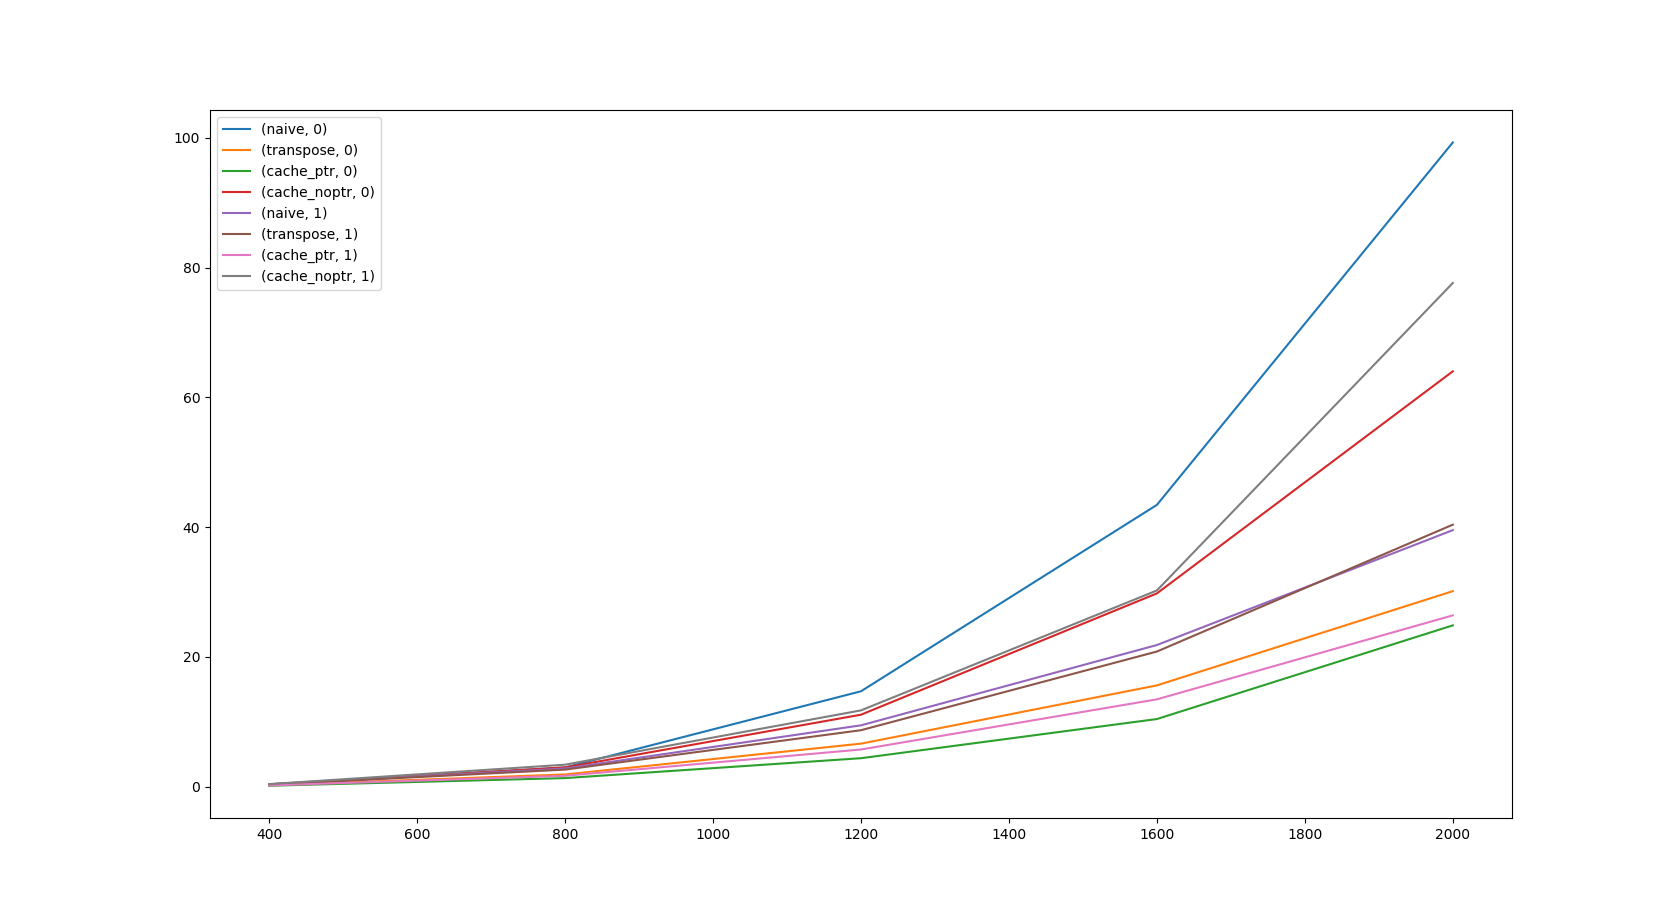 (naive, 0)
(transpose, 0)
(cache_ptr, 0)
(cache_noptr, 0)
(naive, 1)
(transpose, 1)
(cache_ptr, 1)
(cache_noptr, 1)
100
80
60
40
20
0
400 600 800 1000 1200 1400 1600 1800 2000